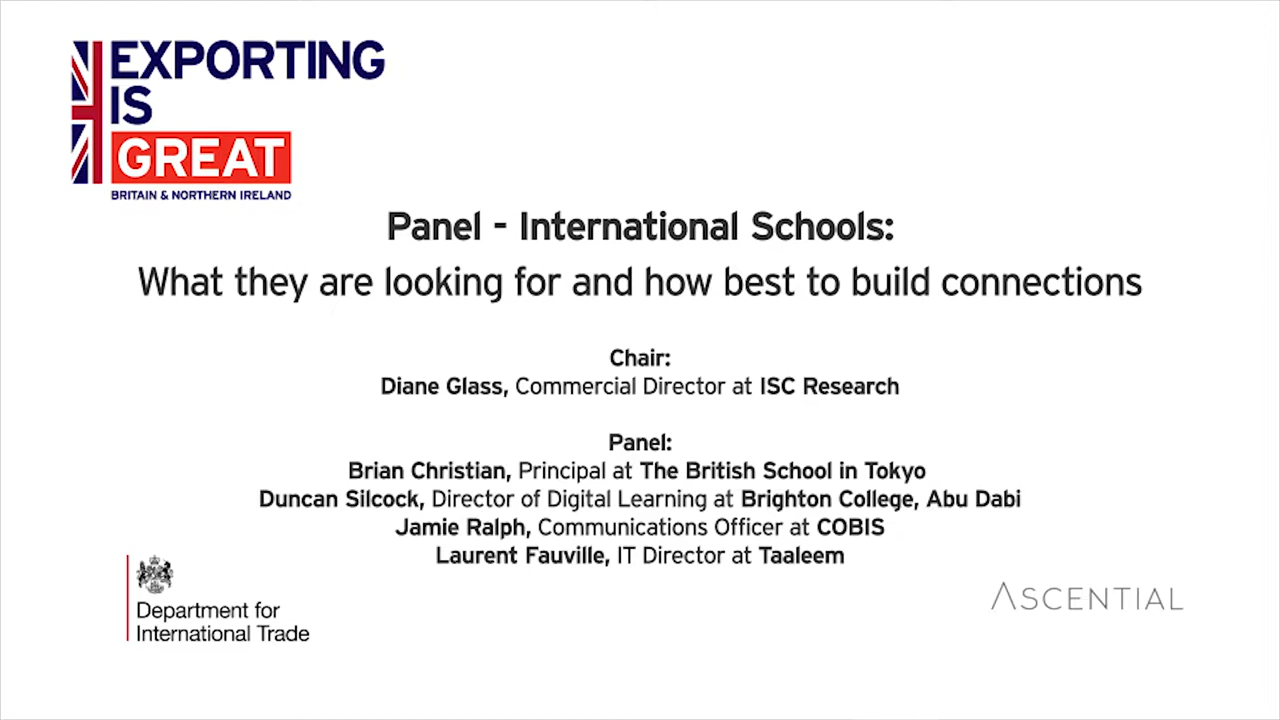 EXPORTING
IS
GREAT
BRITAIN & NORTHERN IRELAND
Panel - International Schools:
What they are looking for and how best to build connections
Chair:
Diane Glass, Commercial Director at ISC Research
Panel:
Brian Christian, Principal at The British School in Tokyo
Duncan Silcock, Director of Digital Learning at Brighton College, Abu Dabi
Jamie Ralph, Communications Officer at COBIS
Laurent Fauville, IT Director at Taaleem
Department for
International Trade
ASCENTIAL